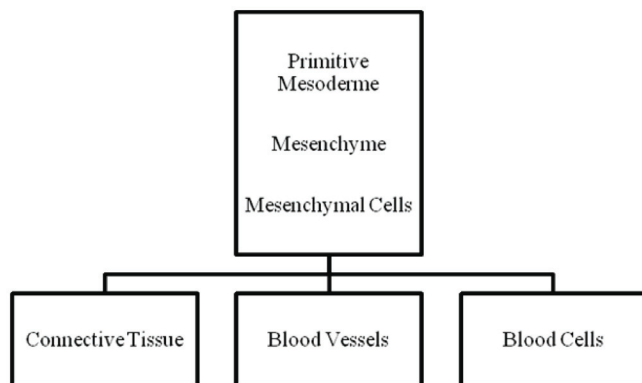 Primitive
Mesoderme
Mesenchyme
Mesenchymal Cells
Connective Tissue
Blood Vessels
Blood Cells